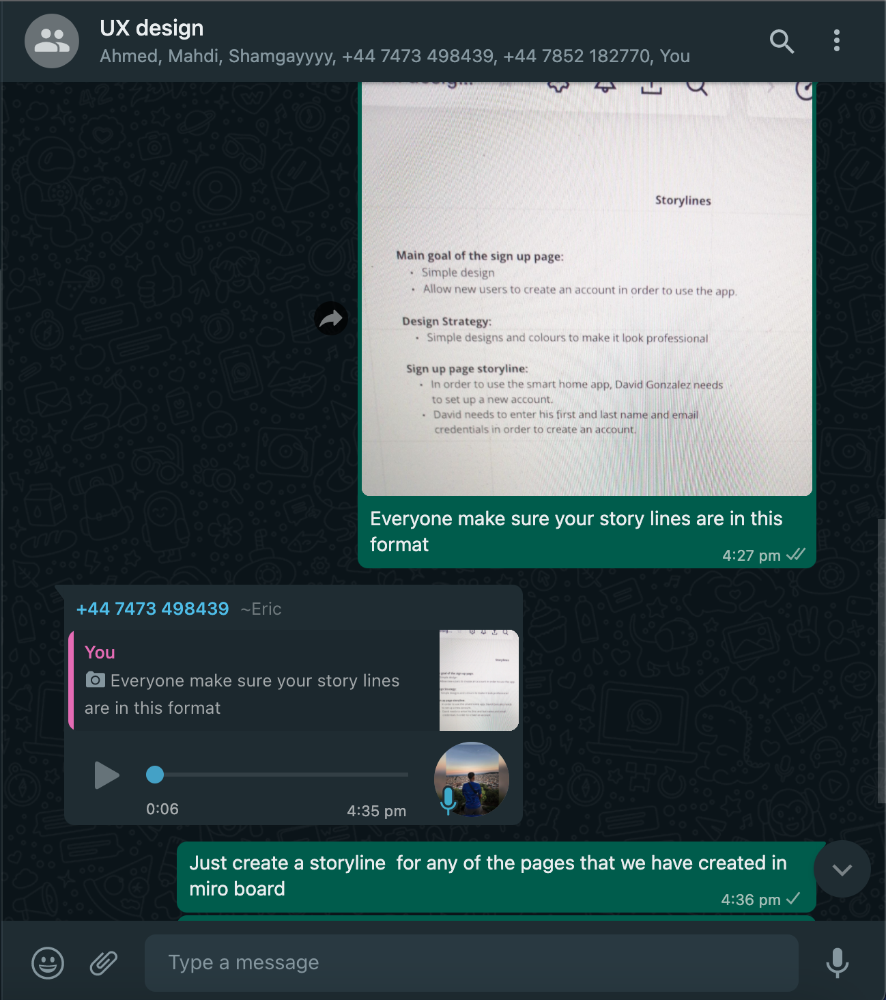 UX design
Ahmed, Mahdi, Shamgayyyy, +44 7473 498439, +44 7852 182770, You
Storylines
Main goal of the sign up page:
• Simple design
• Allow new users to create an account in order to use the app.
Design Strategy:
• Simple designs and colours to make it look professional
Sign up page storyline:
• In order to use the smart home app, David Gonzalez needs
to set up a new account.
• David needs to enter his first and last name and email
credentials in order to create an account.
Everyone make sure your story lines are in this
format
4:27 pm
+44 7473 498439 ~Eric
You
Everyone make sure your story lines
are in this format
0:06
4:35 pm
Just create a storyline  for any of the pages that we have created in
miro board
4:36 pm
Type a message